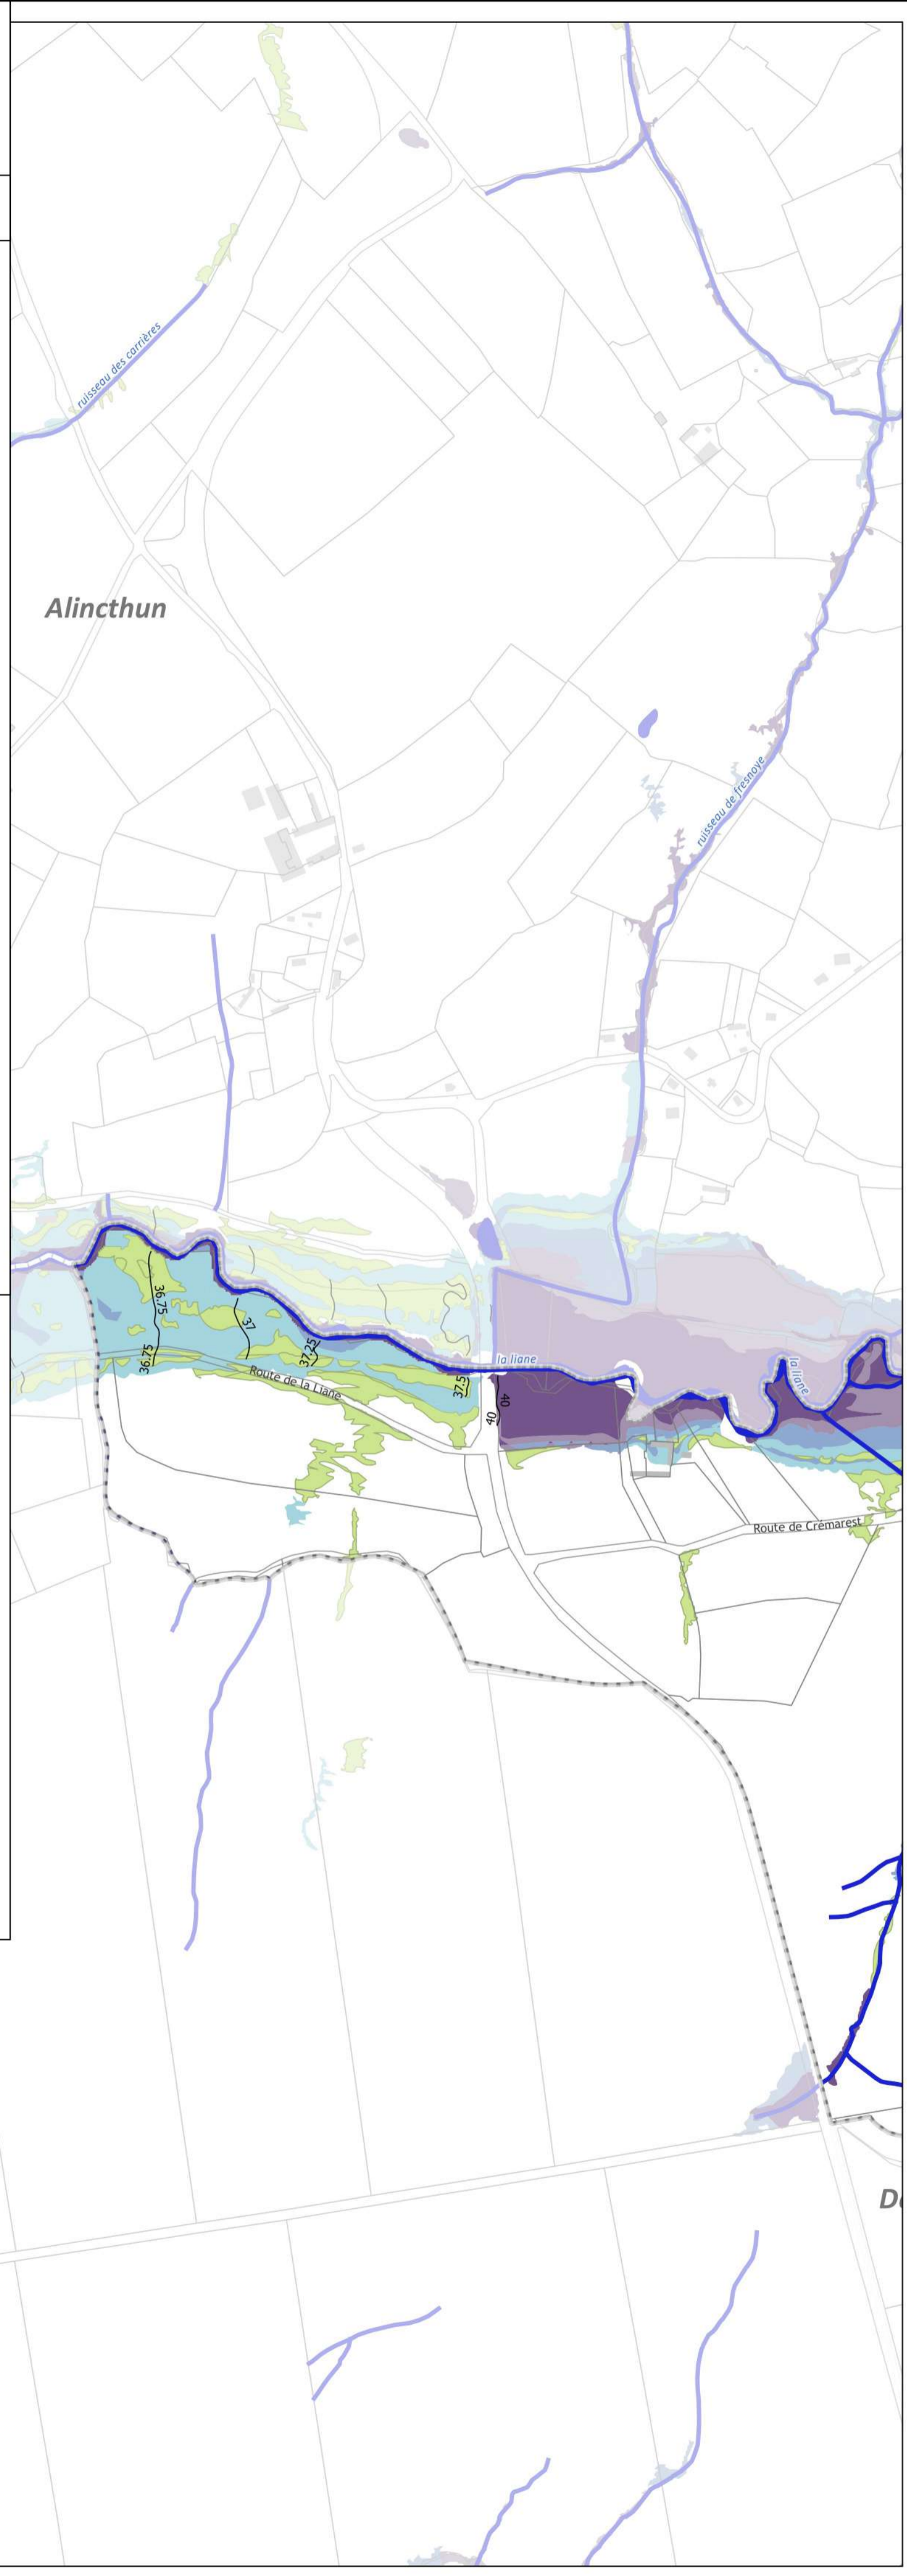 ruisseau des carrières
Alincthun
ruisseau de fresnoye
36.75
37
37.25
36.75
37.5
la liane
la liane
40
40
Route de la Liane
Route de Crémarest